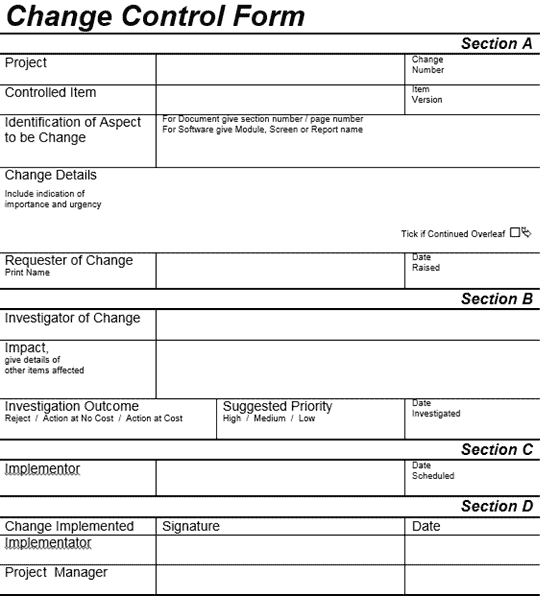 Change Control Form
Section A
Project
Change
Number
Controlled Item
Item
Version
Identification of Aspect
to be Change
For Document give section number / page number
For Software give Module, Screen or Report name
Change Details
Include indication of
importance and urgency
Tick if Continued Overleaf
Requester of Change
Print Name
Date
Raised
Section B
Investigator of Change
Impact,
give details of
other items affected
Investigation Outcome
Reject / Action at No Cost / Action at Cost
Suggested Priority
High / Medium / Low
Date
Investigated
Section C
Implementor
Date
Scheduled
Section D
Change Implemented
Signature
Date
Implementator
Project Manager